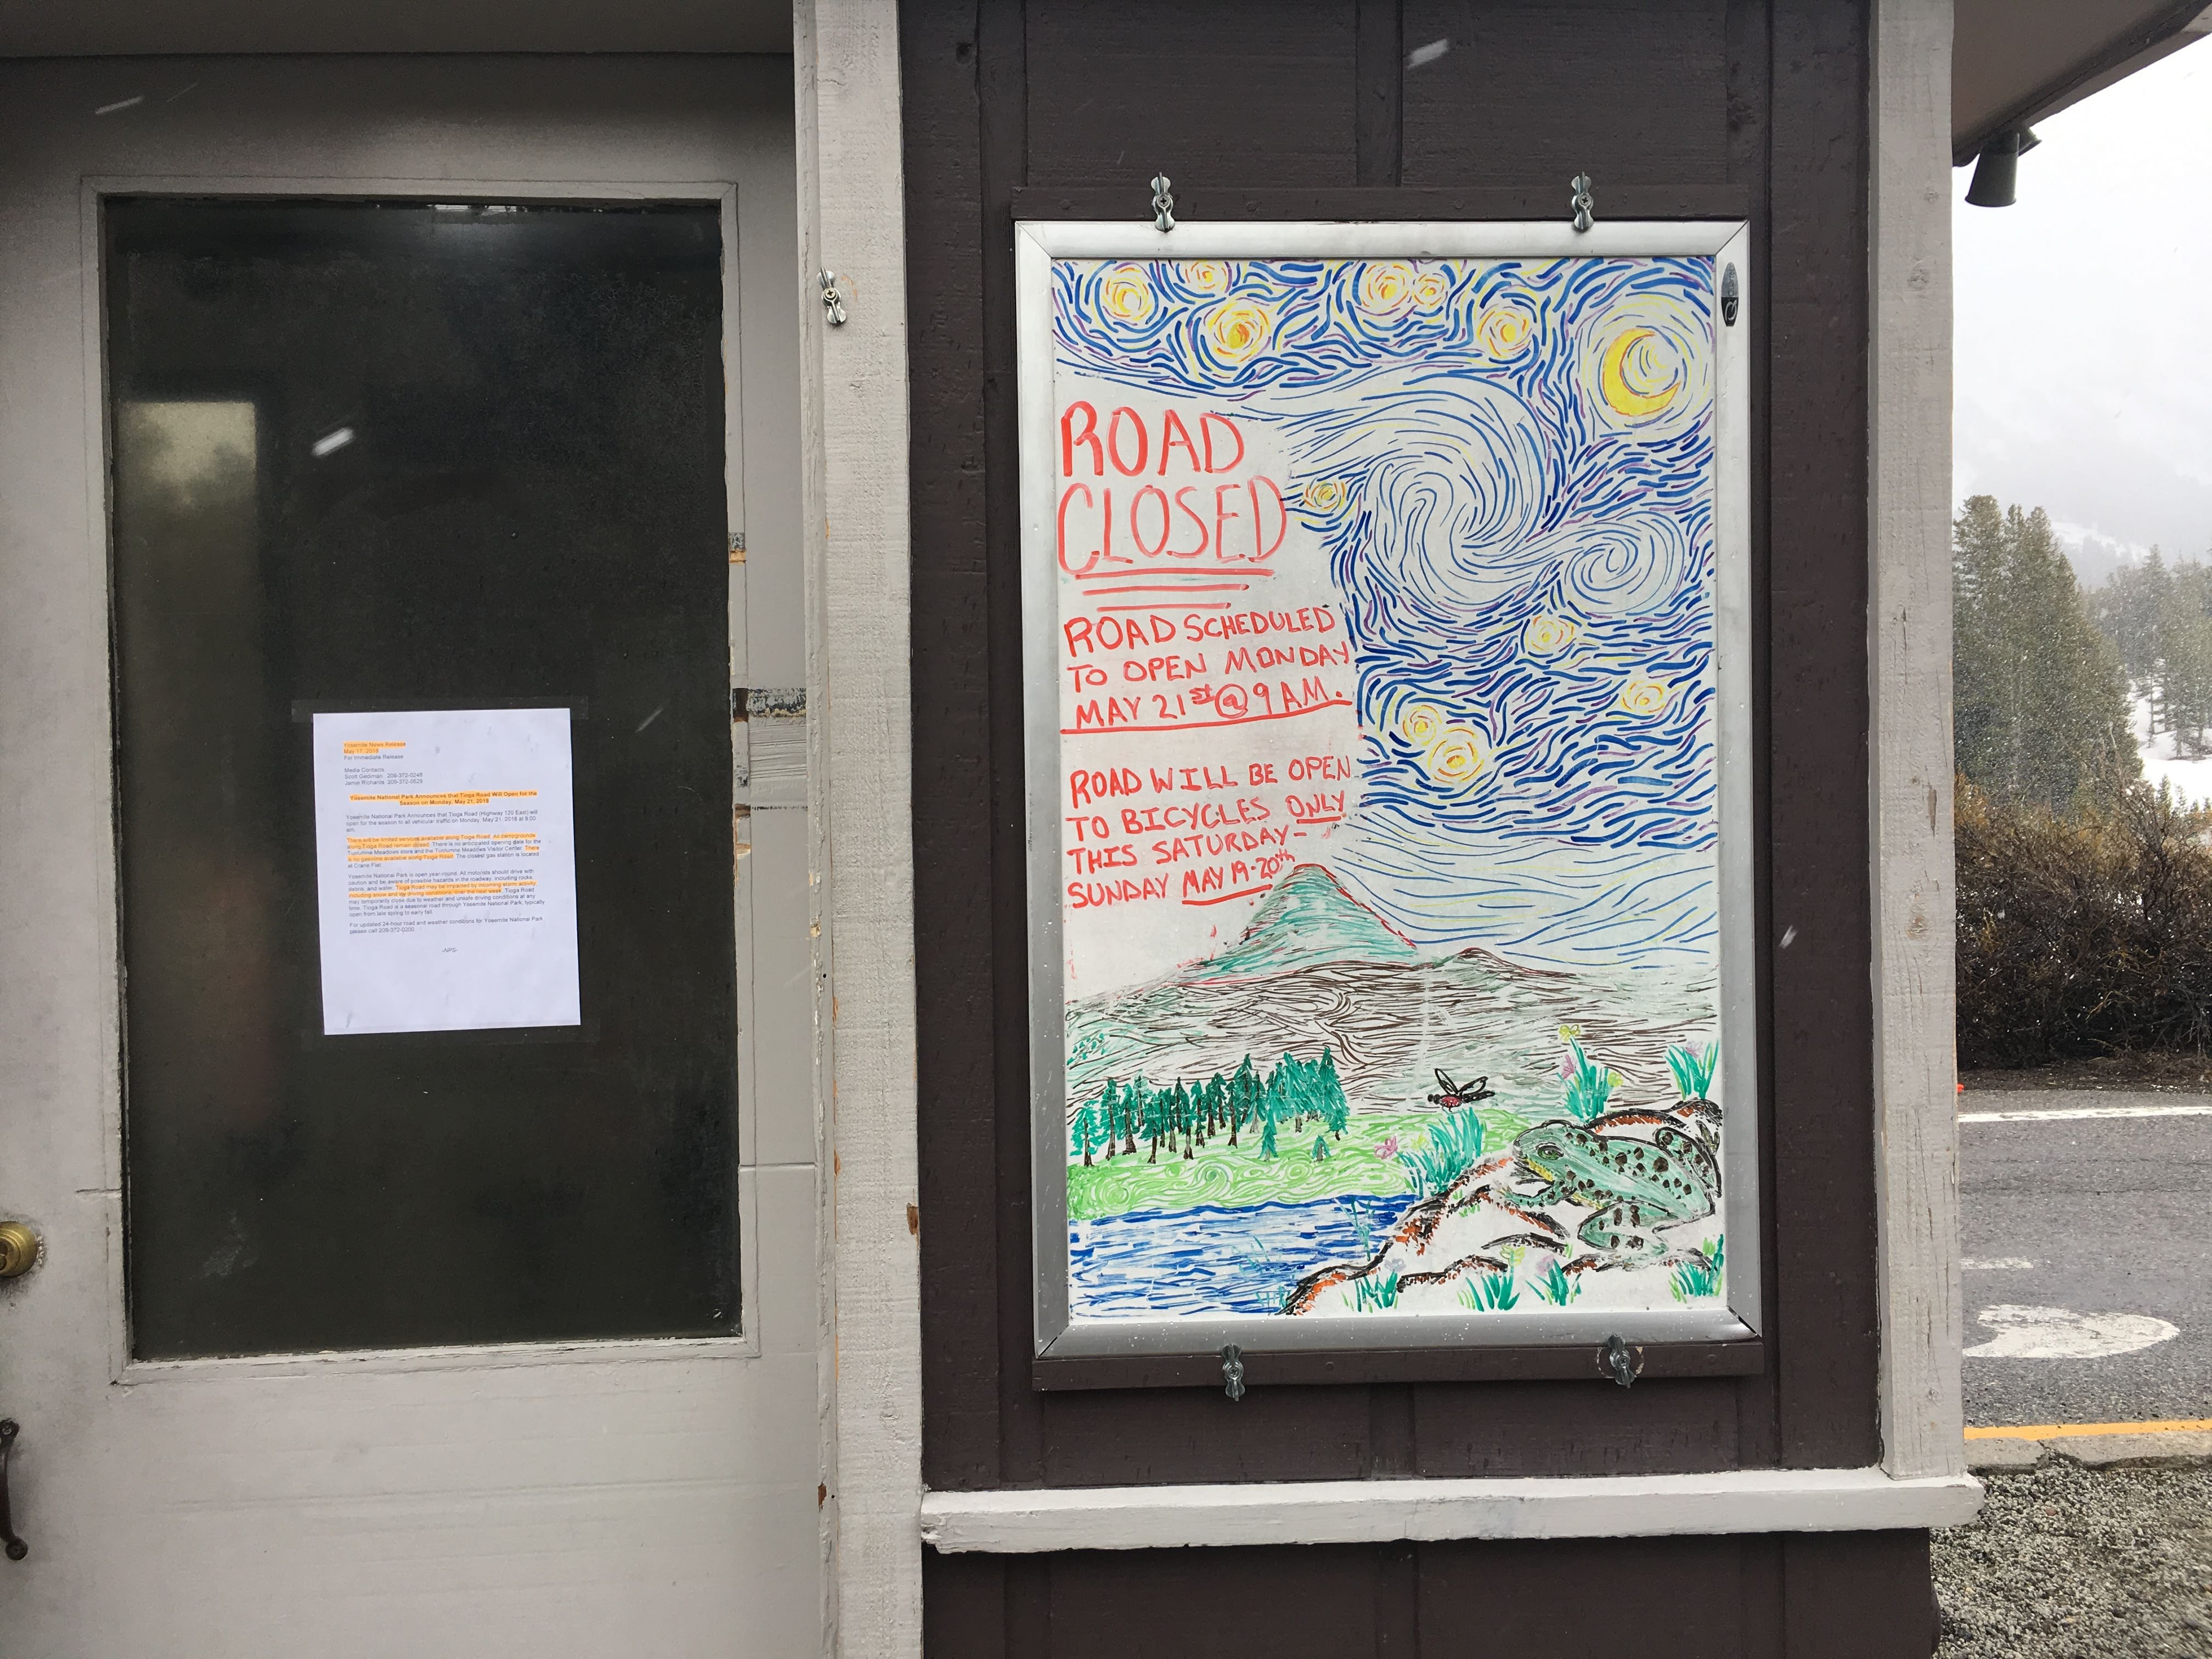 Yosemite News Release
May 17, 2018
For Immediate Release
Media Contacts
Scott Gediman 209-372-0248
Jamie Richards 209-372-0529
Yosemite National Park Announces that Tioga Road Will Open for the
Season on Monday, May 21, 2018
Yosemite National Park Announces that Tioga Road (Highway 120 East) will
open for the season to all vehicular traffic on Monday, May 21, 2018 at 9:00
am.
There will be limited services available along Tioga Road. All campgrounds
along Tioga Road remain closed. There is no anticipated opening date for the
Tuolumne Meadows store and the Tuolumne Meadows Visitor Center. There
is no gasoline available along Tioga Road. The closest gas station is located
at Crane Flat.
Yosemite National Park is open year-round. All motorists should drive with
caution and be aware of possible hazards in the roadway, including rocks,
debris, and water. Tioga Road may be impacted by incoming storm activity
including snow and icy driving conditions over the next week. Tioga Road
may temporarily close due to weather and unsafe driving conditions at any
time. Tioga Road is a seasonal road through Yosemite National Park, typically
open from late spring to early fall.
For updated 24-hour road and weather conditions for Yosemite National Park
please call 209-372-0200.
-NPS-
ROAD
CLOSED
ROAD SCHEDULED
TO OPEN MONDAY
MAY 21st @ 9 AM.
ROAD WILL BE OPEN
TO BICYCLES ONLY
THIS SATURDAY-
SUNDAY MAY 19-20th